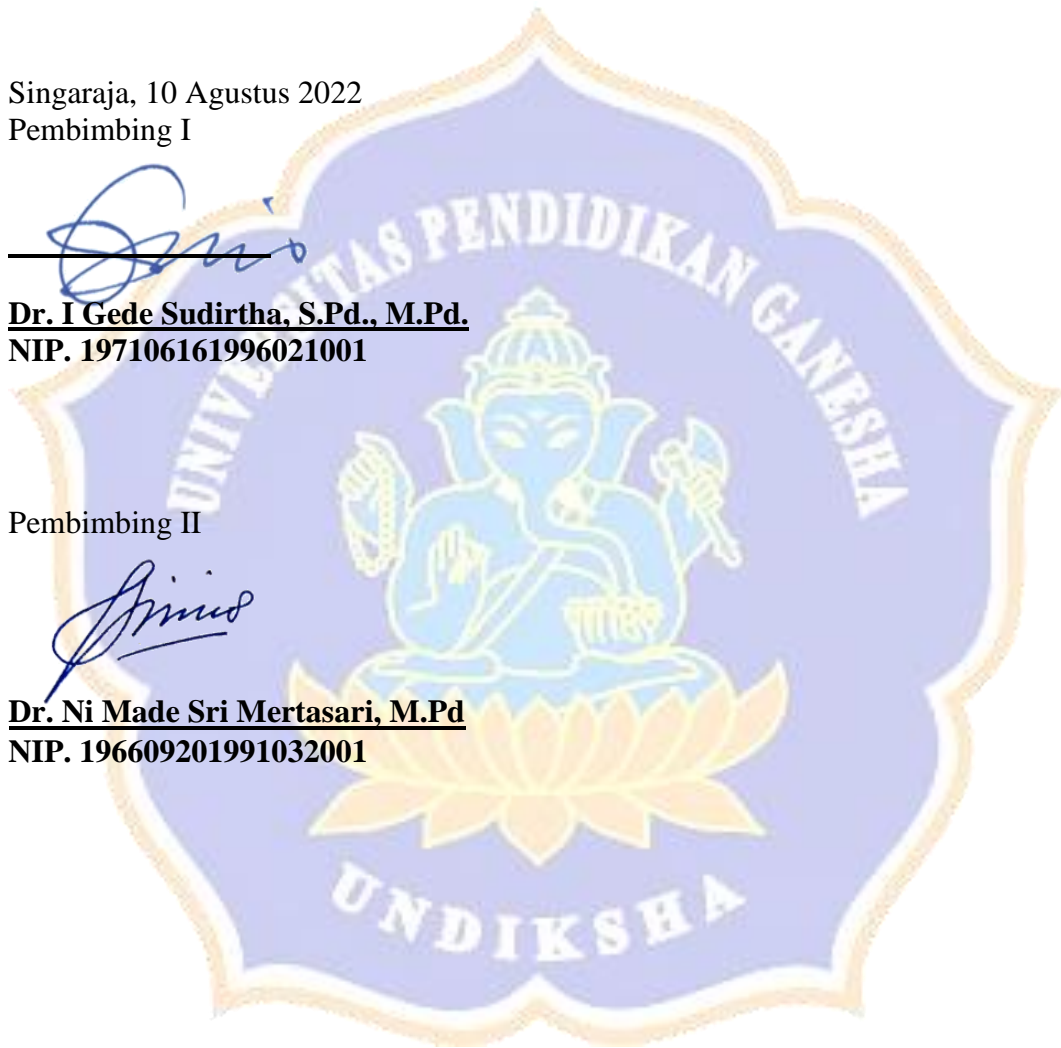 Singaraja, 10 Agustus 2022
Pembimbing I
Dr. I Gede Sudirtha, S.Pd., M.Pd.
NIP. 197106161996021001
Pembimbing II
Dr. Ni Made Sri Mertasari, M.Pd
NIP. 196609201991032001
UNIVERSITAS PENDIDIKAN GANESHA
UNDIKSHA